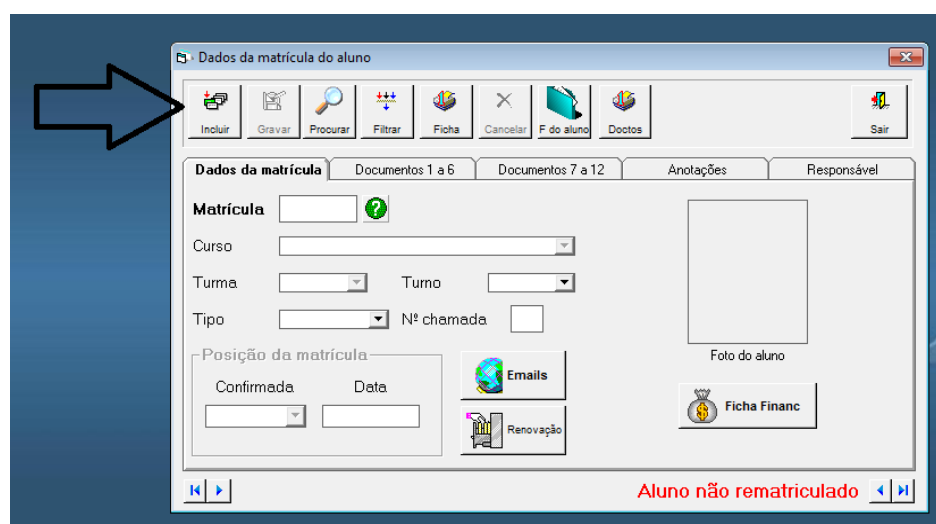 Dados da matrícula do aluno
Incluir Gravar Procurar Filtrar Ficha Cancelar F do aluno Doctos Sair
Dados da matrícula Documentos 1 a 6 Documentos 7 a 12 Anotações Responsável
Matrícula
Curso
Turma Turno
Tipo Nº chamada
Posição da matrícula
Confirmada Data
Emails
Renovação
Foto do aluno
Ficha Financ
Aluno não rematriculado